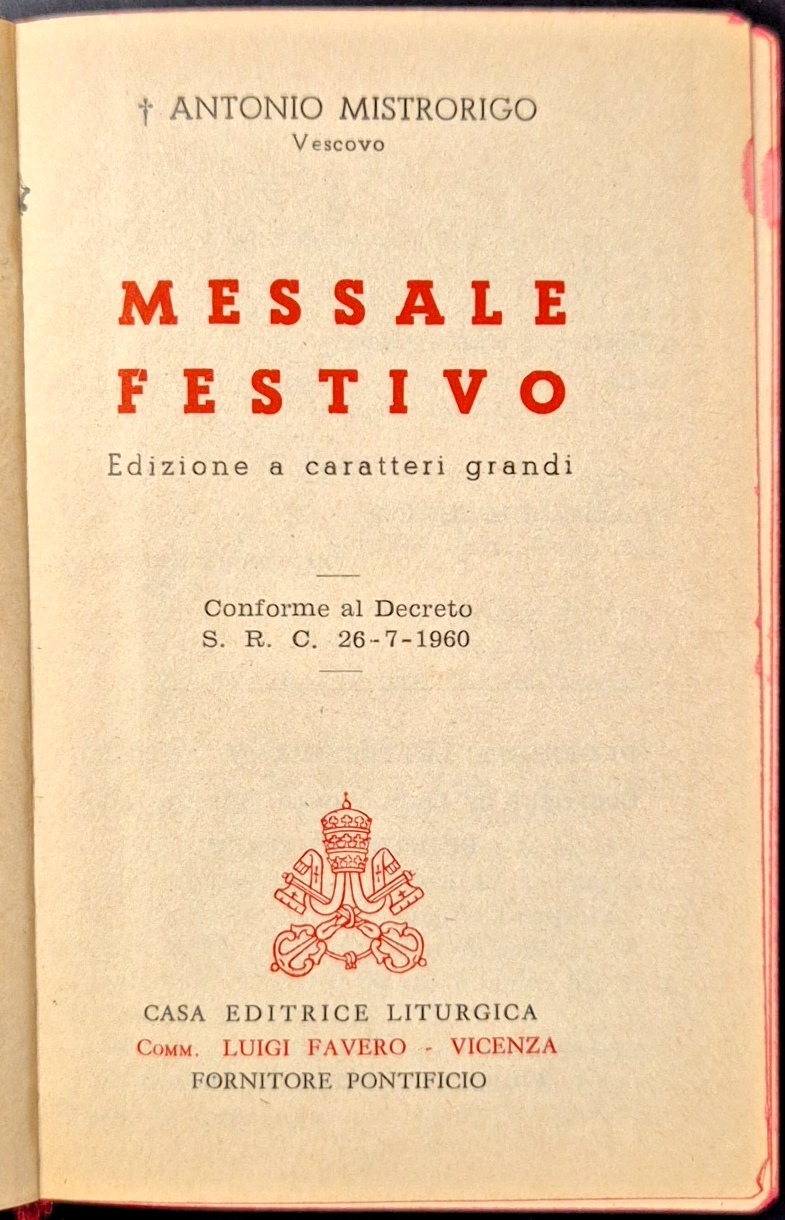 † ANTONIO MISTRORIGO
Vescovo
MESSALE
FESTIVO
Edizione a caratteri grandi
Conforme al Decreto
S. R. C. 26-7-1960
CASA EDITRICE LITURGICA
Comm. LUIGI FAVERO - VICENZA
FORNITORE PONTIFICIO